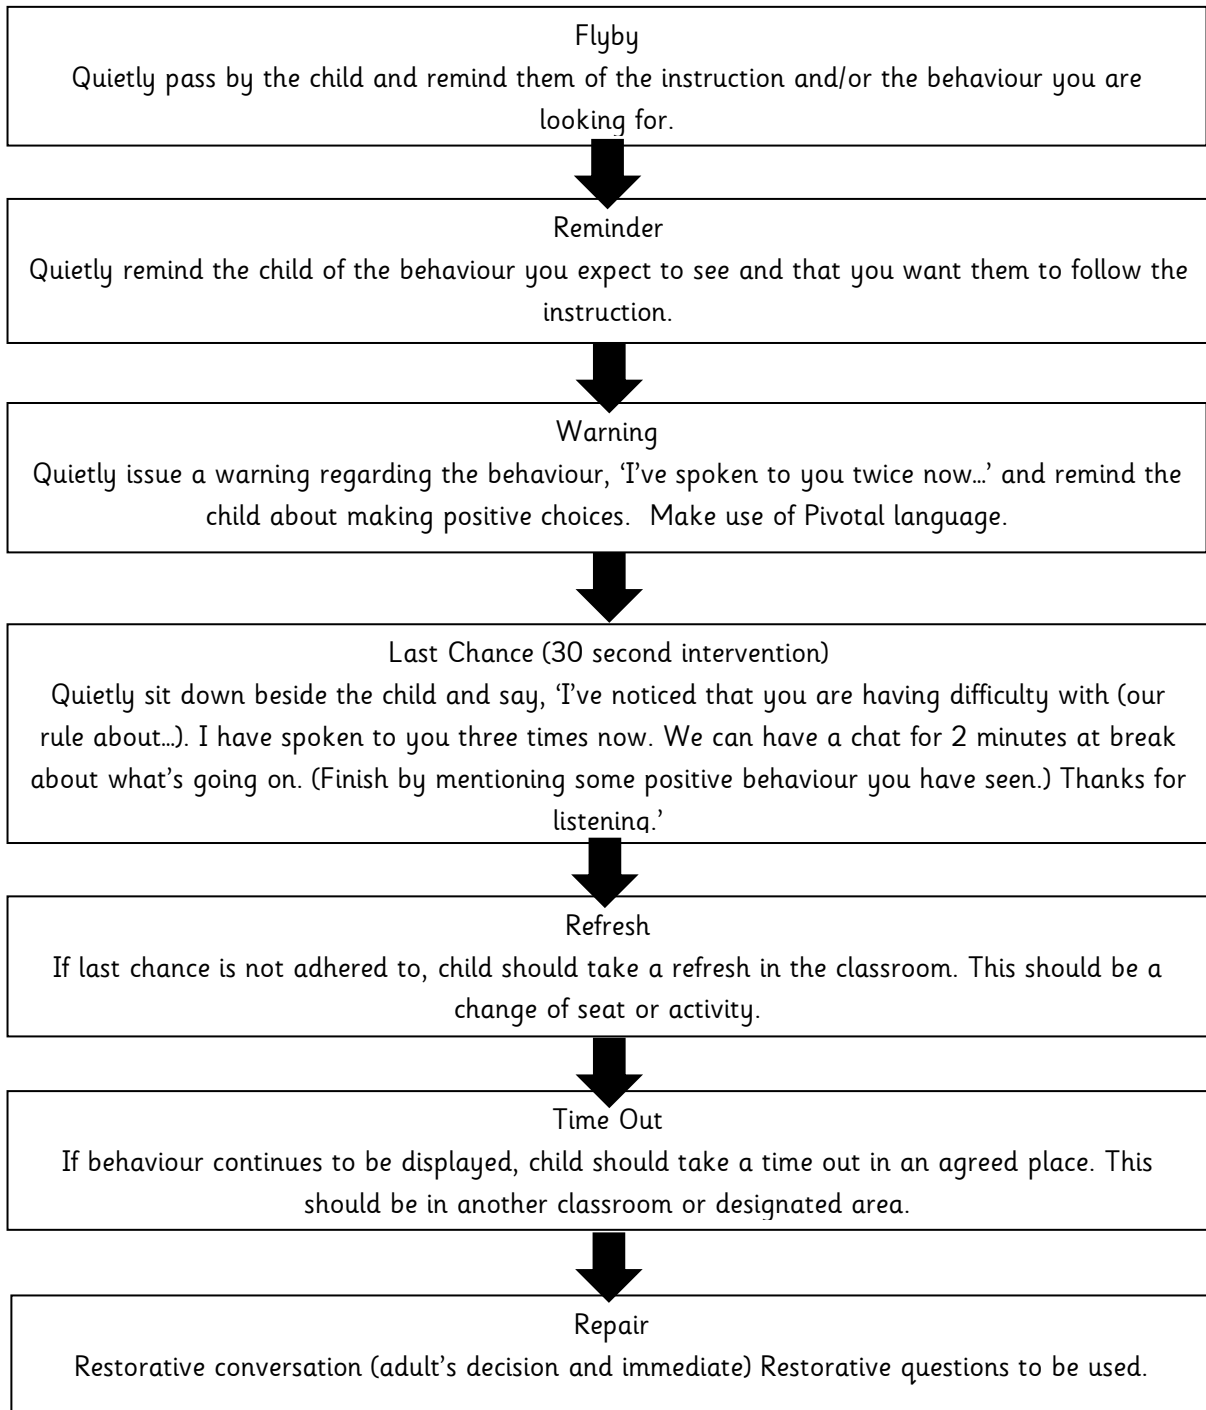 Flyby
Quietly pass by the child and remind them of the instruction and/or the behaviour you are
looking for.
Reminder
Quietly remind the child of the behaviour you expect to see and that you want them to follow the
instruction.
Warning
Quietly issue a warning regarding the behaviour, ‘I’ve spoken to you twice now…’ and remind the
child about making positive choices.  Make use of Pivotal language.
Last Chance (30 second intervention)
Quietly sit down beside the child and say, ‘I’ve noticed that you are having difficulty with (our
rule about…). I have spoken to you three times now. We can have a chat for 2 minutes at break
about what’s going on. (Finish by mentioning some positive behaviour you have seen.) Thanks for
listening.’
Refresh
If last chance is not adhered to, child should take a refresh in the classroom. This should be a
change of seat or activity.
Time Out
If behaviour continues to be displayed, child should take a time out in an agreed place. This
should be in another classroom or designated area.
Repair
Restorative conversation (adult’s decision and immediate) Restorative questions to be used.